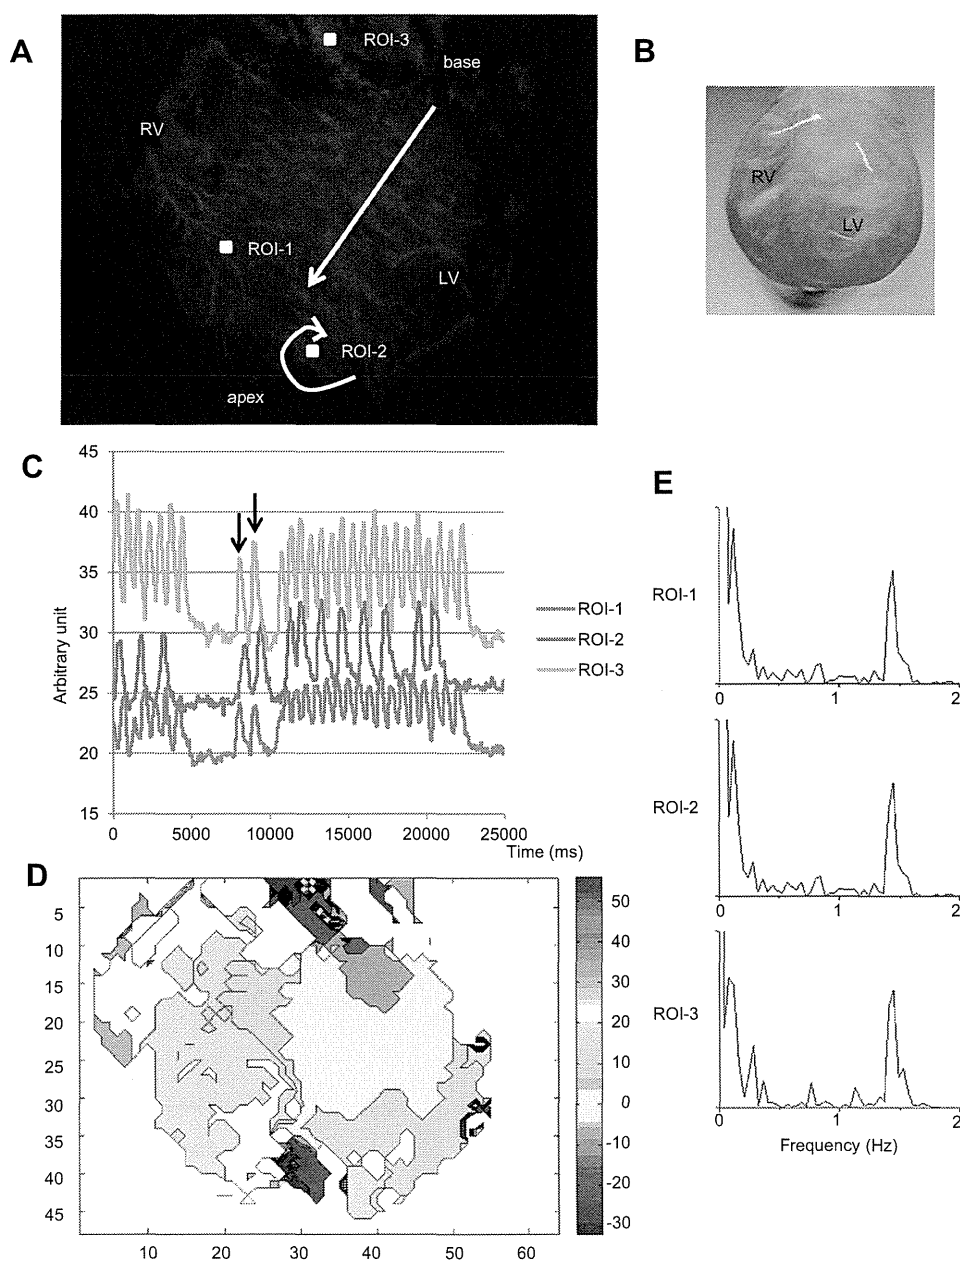 A
ROI-3
base
RV
ROI-1
LV
ROI-2
apex
B
RV
LV
C
45
40
35
30
25
20
15
Arbitrary unit
0 5000 10000 15000 20000 25000
Time (ms)
ROI-1
ROI-2
ROI-3
D
5
10
15
20
25
30
35
40
45
10 20 30 40 50 60
50
40
30
20
10
0
-10
-20
-30
E
ROI-1
0 1 2
ROI-2
0 1 2
ROI-3
0 1 2
Frequency (Hz)